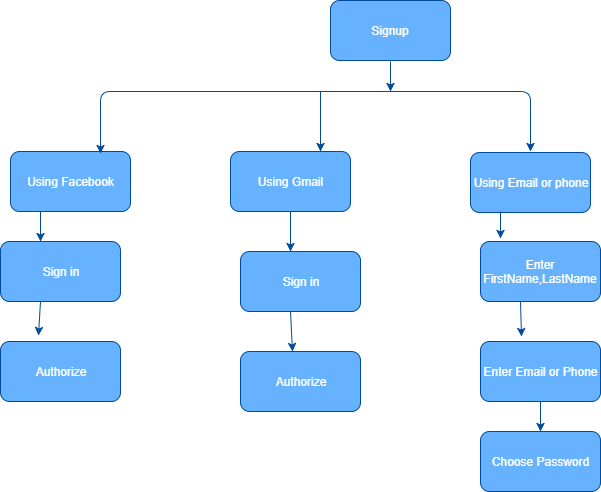 Signup
Using Facebook
Using Gmail
Using Email or phone
Sign in
Sign in
Enter
FirstName,LastName
Authorize
Authorize
Enter Email or Phone
Choose Password